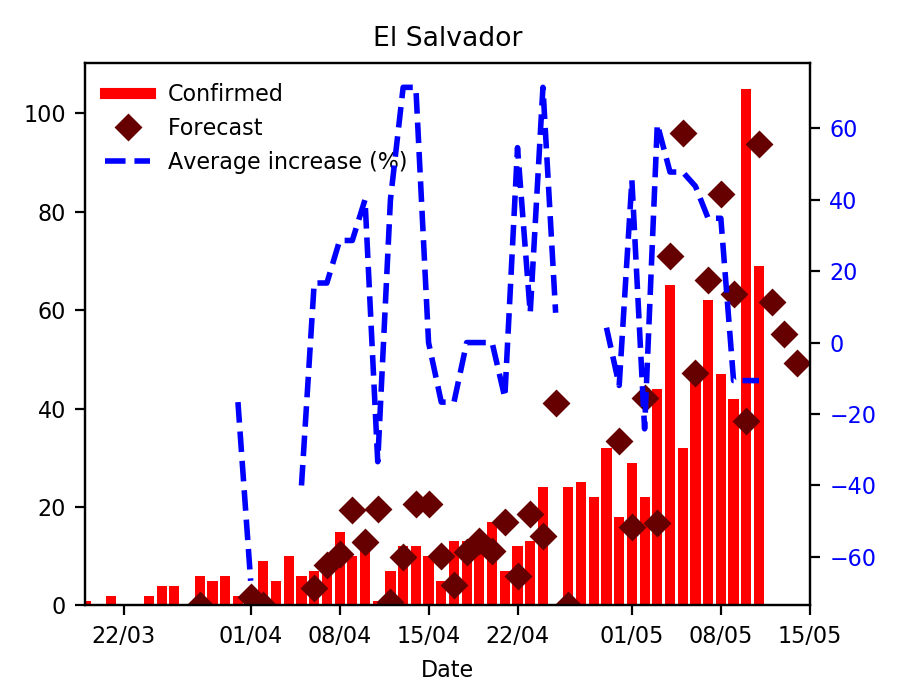 El Salvador
Confirmed
Forecast
Average increase (%)
100
80
60
40
20
0
60
40
20
0
−20
−40
−60
22/03 01/04 08/04 15/04 22/04 01/05 08/05 15/05
Date